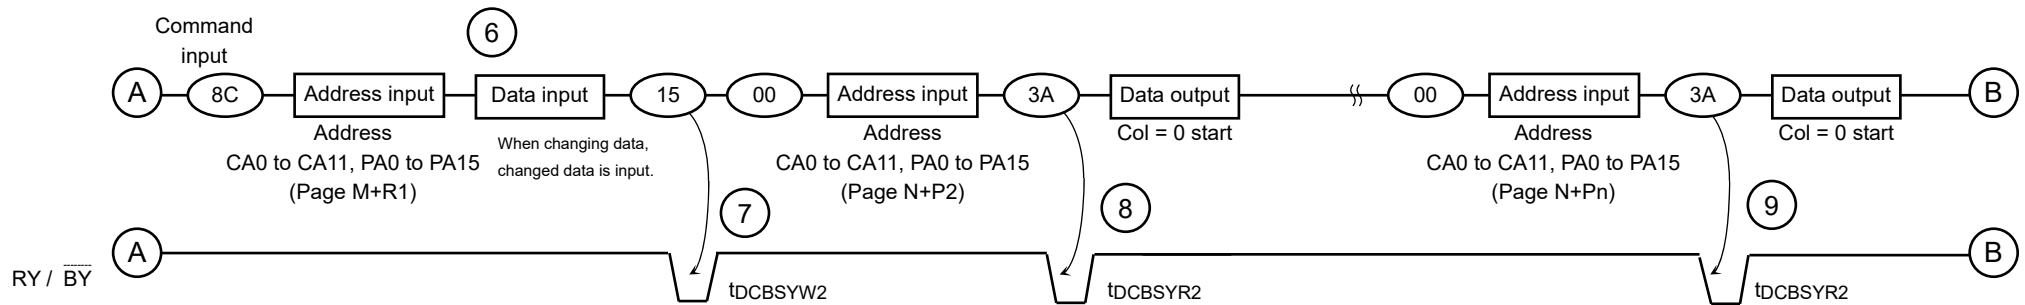 Command
input
6
A 8C Address input Data input 15 00 Address input 3A Data output 00 Address input 3A Data output B
Address
CA0 to CA11, PA0 to PA15
(Page M+R1)
When changing data,
changed data is input.
Address
CA0 to CA11, PA0 to PA15
(Page N+P2)
Col = 0 start
Address
CA0 to CA11, PA0 to PA15
(Page N+Pn)
Col = 0 start
7
8
9
A
B
RY / BY
tDCBSYW2
tDCBSYR2
tDCBSYR2